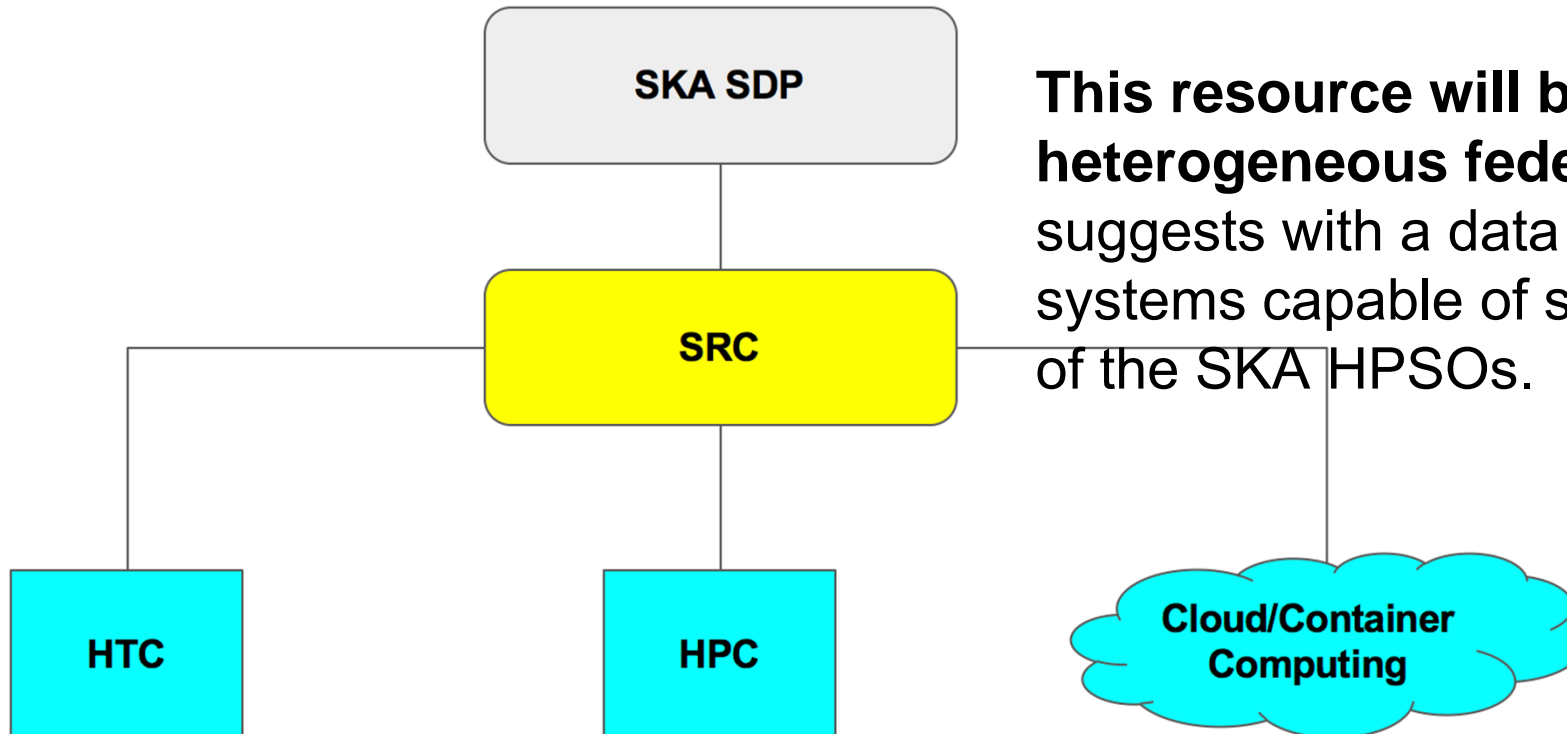 SKA SDP
This resource will b
heterogeneous fede
suggests with a data
systems capable of s
of the SKA HPSOs.
SRC
HTC
HPC
Cloud/Container
Computing